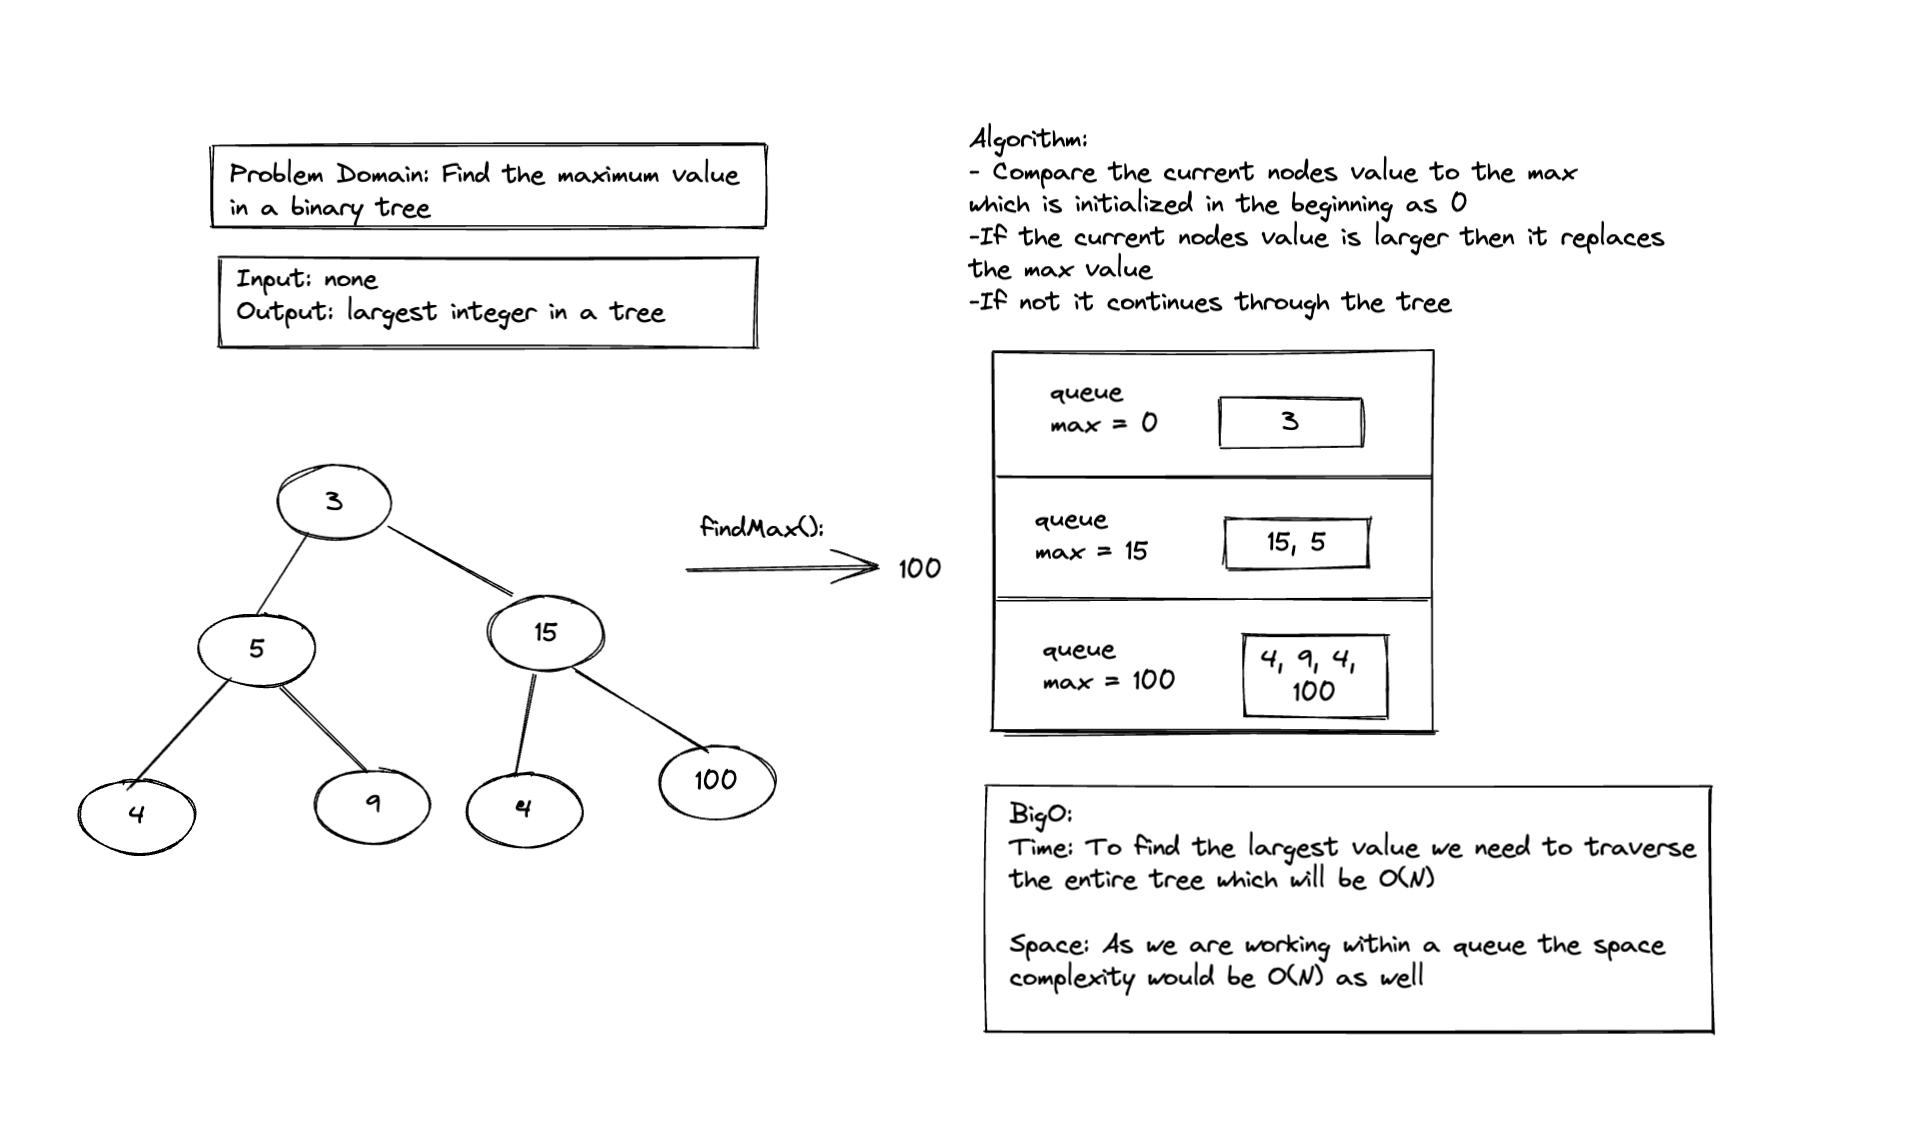 Problem Domain: Find the maximum value
in a binary tree
Input: none
Output: largest integer in a tree
3
5
15
4
9
4
100
findMax():
100
Algorithm:
- Compare the current nodes value to the max
which is initialized in the beginning as 0
-If the current nodes value is larger then it replaces
the max value
-If not it continues through the tree
queue
max = 0
3
queue
max = 15
15, 5
queue
max = 100
4, 9, 4,
100
BigO:
Time: To find the largest value we need to traverse
the entire tree which will be O(N)
Space: As we are working within a queue the space
complexity would be O(N) as well